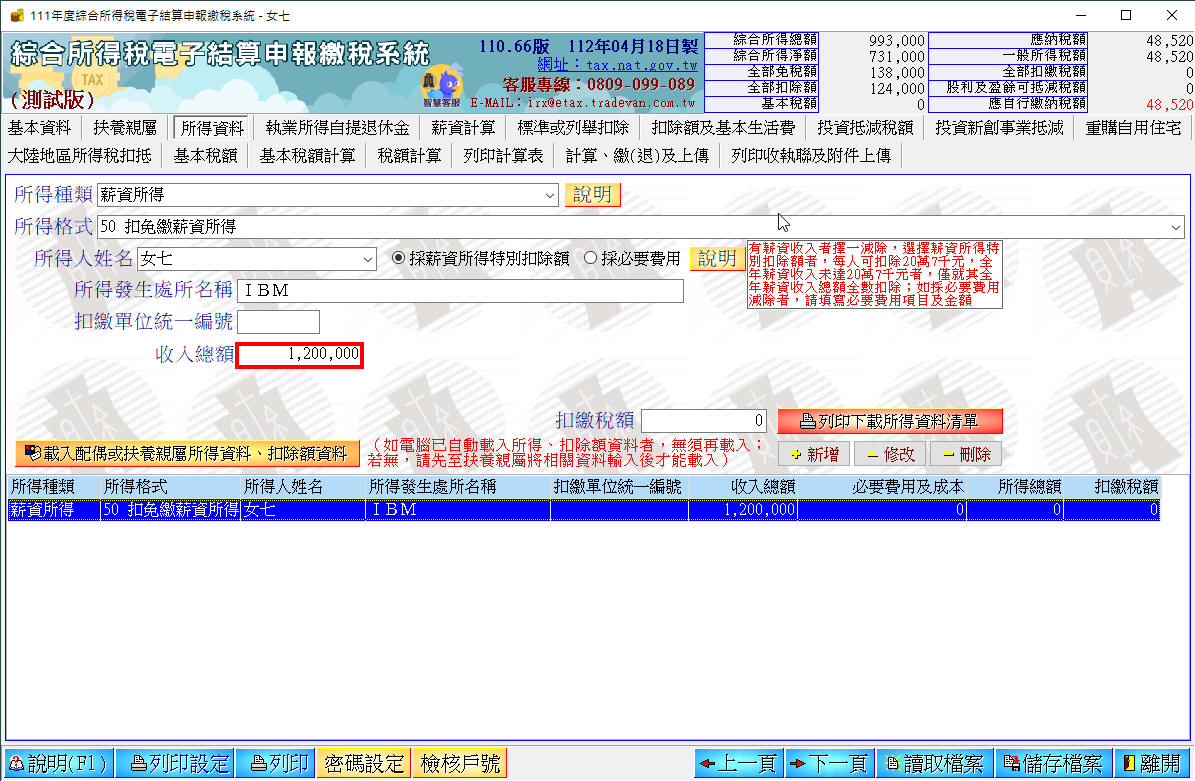 111年度綜合所得稅電子結算申報繳稅系統 - 女七
綜合所得稅電子結算申報繳稅系統
(測試版)
TAX
110.66版 112年04月18日製
網址：tax.nat.gov.tw
客服專線：0809-099-089
E-MAIL：irx@etax.tradevan.com.tw
智慧客服
綜合所得總額 993,000 應納稅額 48,520
綜合所得淨額 731,000 一般所得稅額 48,520
全部免稅額 138,000 全部扣繳稅額 0
全部扣除額 124,000 股利及盈餘可抵減稅額 0
基本稅額 0 應自行繳納稅額 48,520
基本資料 扶養親屬 所得資料 執業所得自提退休金 薪資計算 標準或列舉扣除 扣除額及基本生活費 投資抵減稅額 投資新創事業抵減 重購自用住宅
大陸地區所得稅扣抵 基本稅額 基本稅額計算 稅額計算 列印計算表 計算、繳(退)及上傳 列印收執聯及附件上傳
所得種類 薪資所得 說明
所得格式 50 扣免繳薪資所得
所得人姓名 女七 採薪資所得特別扣除額 採必要費用 說明
有薪資收入者擇一減除，選擇薪資所得特
別扣除額者，每人可扣除20萬7千元，全
年薪資收入未達20萬7千元者，僅就其全
年薪資收入總額全數扣除；如採必要費用
減除者，請填寫必要費用項目及金額
所得發生處所名稱 ＩＢＭ
扣繳單位統一編號
收入總額 1,200,000
扣繳稅額 0 列印下載所得資料清單
載入配偶或扶養親屬所得資料、扣除額資料
（如電腦已自動載入所得、扣除額資料者，無須再載入；
若無，請先至扶養親屬將相關資料輸入後才能載入）
新增 修改 刪除
所得種類 所得格式 所得人姓名 所得發生處所名稱 扣繳單位統一編號 收入總額 必要費用及成本 所得總額 扣繳稅額
薪資所得 50 扣免繳薪資所得 女七 ＩＢＭ 1,200,000 0 0 0
說明(F1) 列印設定 列印 密碼設定 檢核戶號 上一頁 下一頁 讀取檔案 儲存檔案 離開